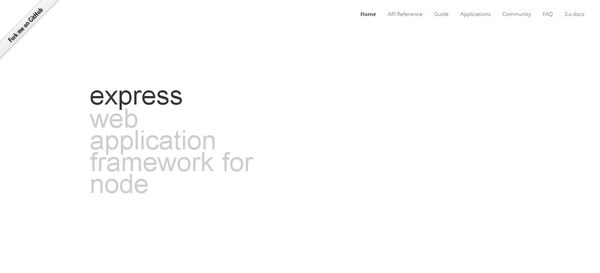 Fork me on GitHub
Home API Reference Guide Applications Community FAQ 3.x docs
express
web
application
framework for
node